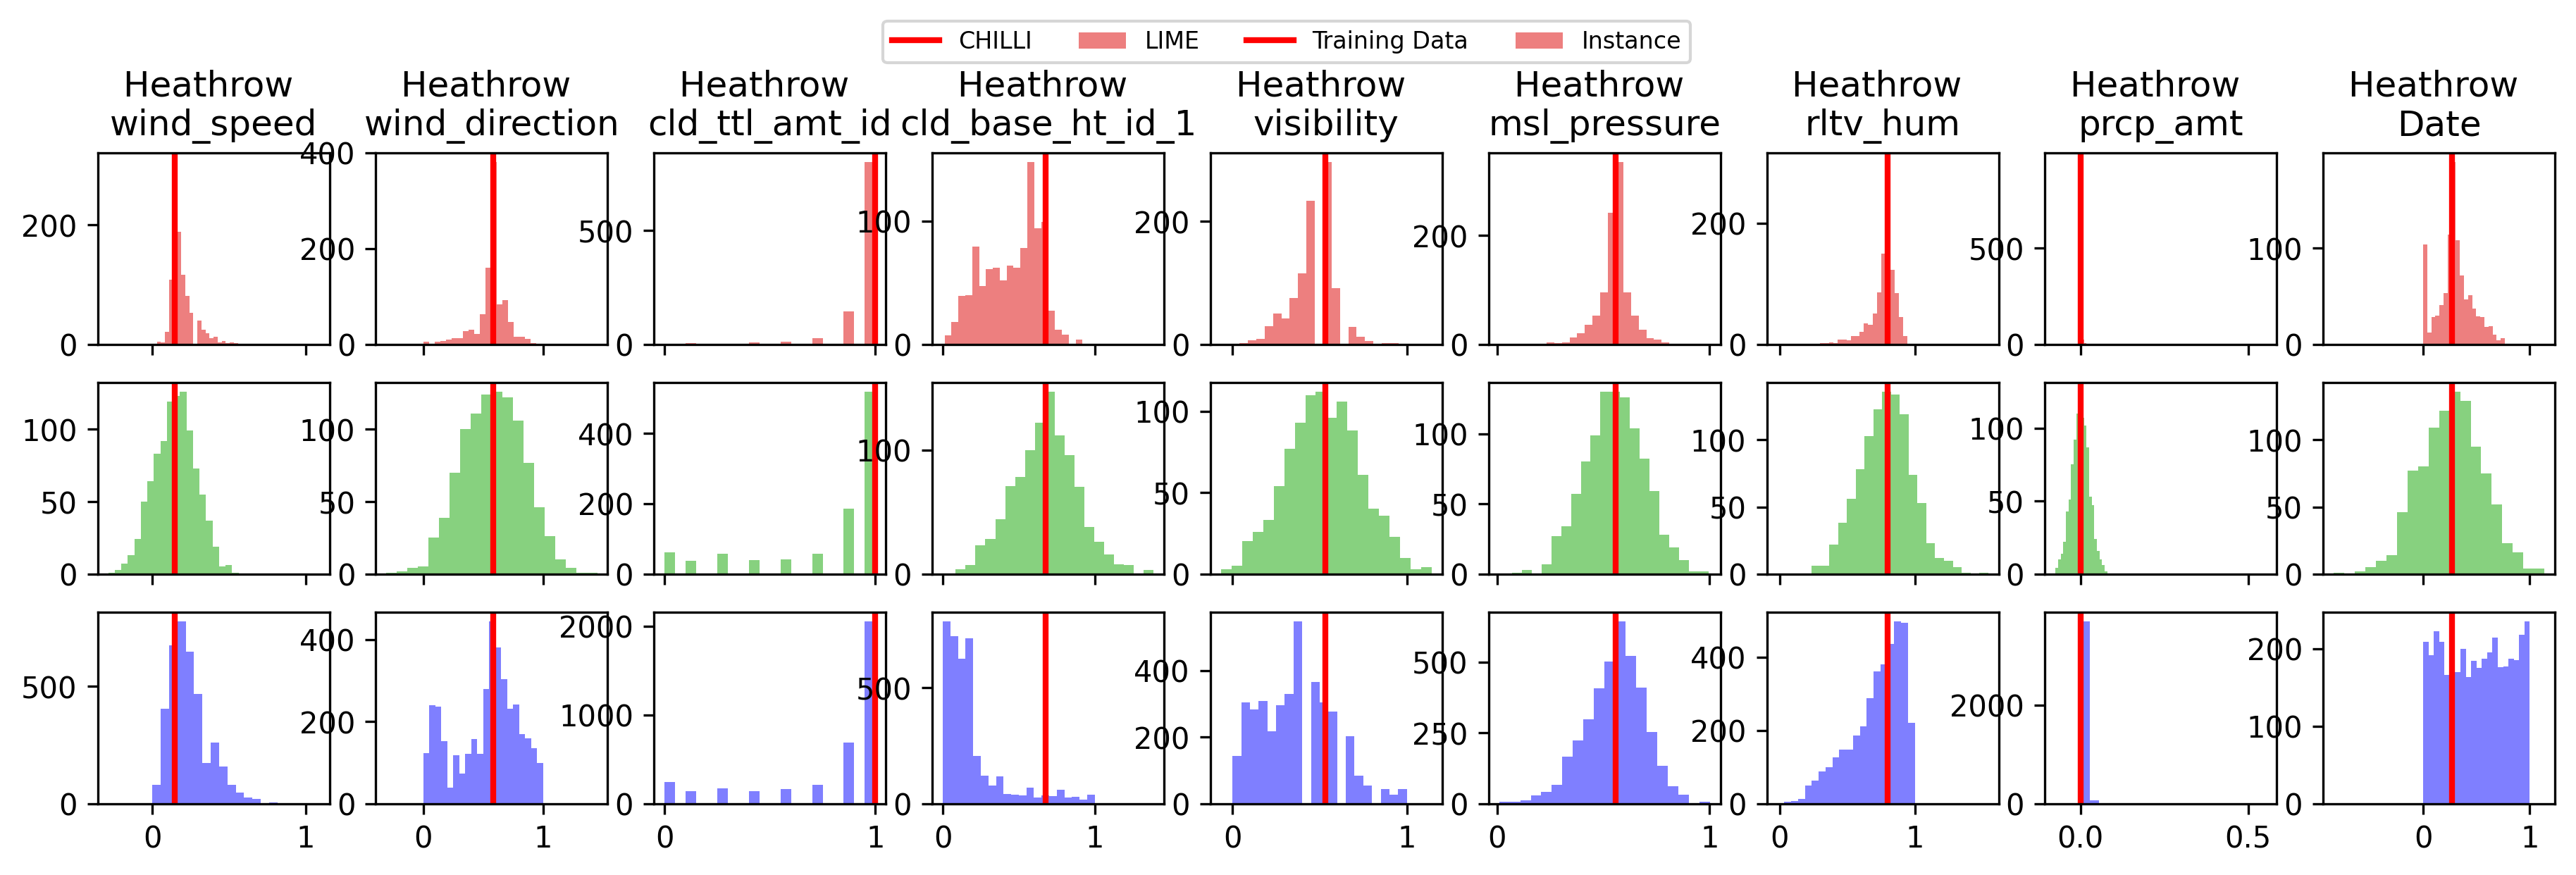 CHILLI LIME Training Data Instance
Heathrow Heathrow Heathrow Heathrow Heathrow Heathrow Heathrow Heathrow Heathrow
wind_speed wind_direction cld_ttl_amt_id cld_base_ht_id_1 visibility msl_pressure rltv_hum prcp_amt Date
400
200 200 500 100 200 200 200 500 100
0 0 0 0 0 0 0 0 0
100 100 400 100 100 100 100 100 100
50 50 200 50 50 50 50 50
0 0 0 0 0 0 0 0 0
500 400 2000 500 400 500 400 2000 200
200 1000 200 250 200 100
0 0 0 0 0 0 0 0 0
0 1 0 1 0 1 0 1 0 1 0 1 0 1 0.0 0.5 0 1